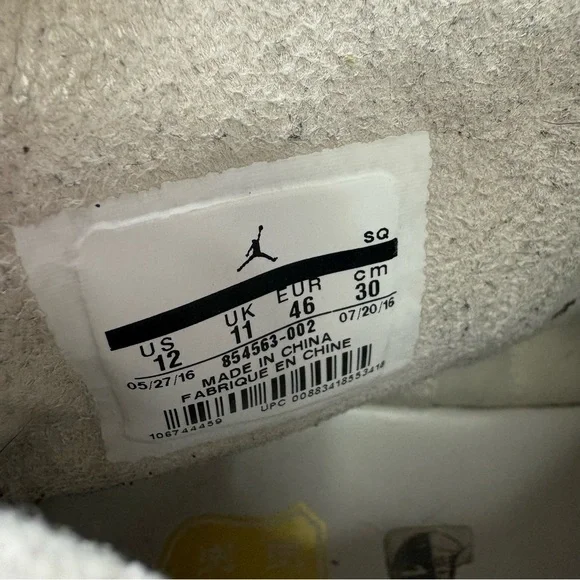 SQ
US UK EUR cm
12 11 46 30
05/27/16 854563-002 07/20/16
MADE IN CHINA
FABRIQUE EN CHINE
106744459 UPC 00883418553418